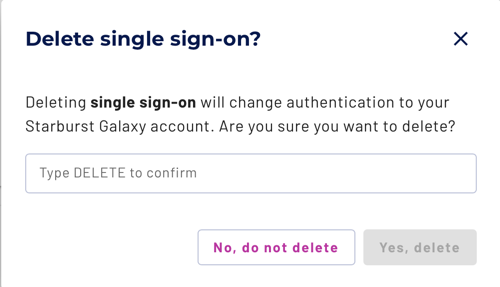 Delete single sign-on?
Deleting single sign-on will change authentication to your
Starburst Galaxy account. Are you sure you want to delete?
Type DELETE to confirm
No, do not delete
Yes, delete